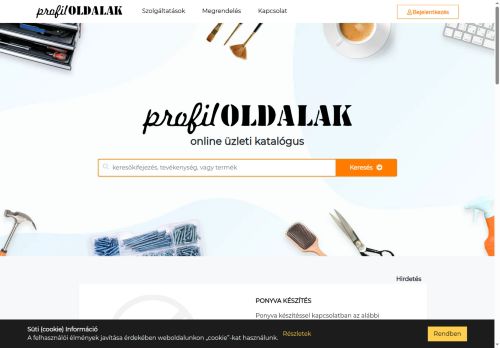 profilOLDALAK
Szolgáltatások
Megrendelés
Kapcsolat
Bejelentkezés
profilOLDALAK
online üzleti katalógus
keresőkifejezés, tevékenység, vagy termék
Keresés
Hirdetés
PONYVA KÉSZÍTÉS
Ponyva készítéssel kapcsolatban az alábbi
Süti (cookie) Információ
A felhasználói élmények javítása érdekében weboldalunkon „cookie"-kat használunk.
Részletek
Rendben